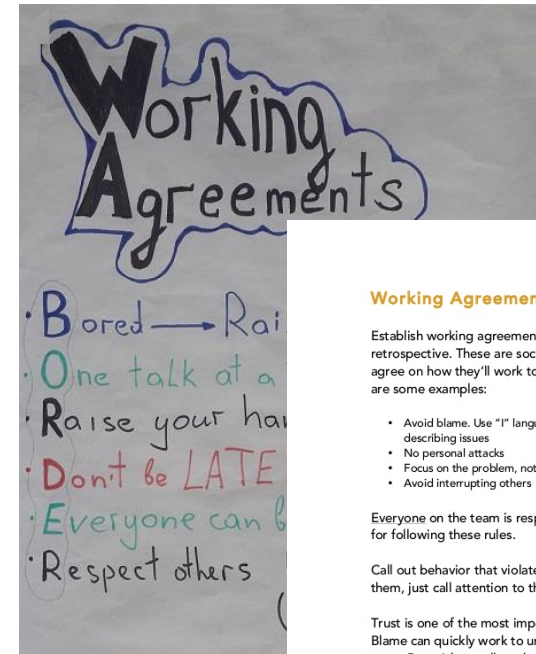 Working
Agreements
Bored → Rai
One talk at a
Raise your ha
Don't be LATE
Everyone can b
Respect others
(
Working Agreemen
Establish working agreemen
retrospective. These are soc
agree on how they'll work to
are some examples:
• Avoid blame. Use "I" langu
describing issues
• No personal attacks
• Focus on the problem, not
• Avoid interrupting others
Everyone on the team is resp
for following these rules.
Call out behavior that violate
them, just call attention to th
Trust is one of the most impo
Blame can quickly work to un